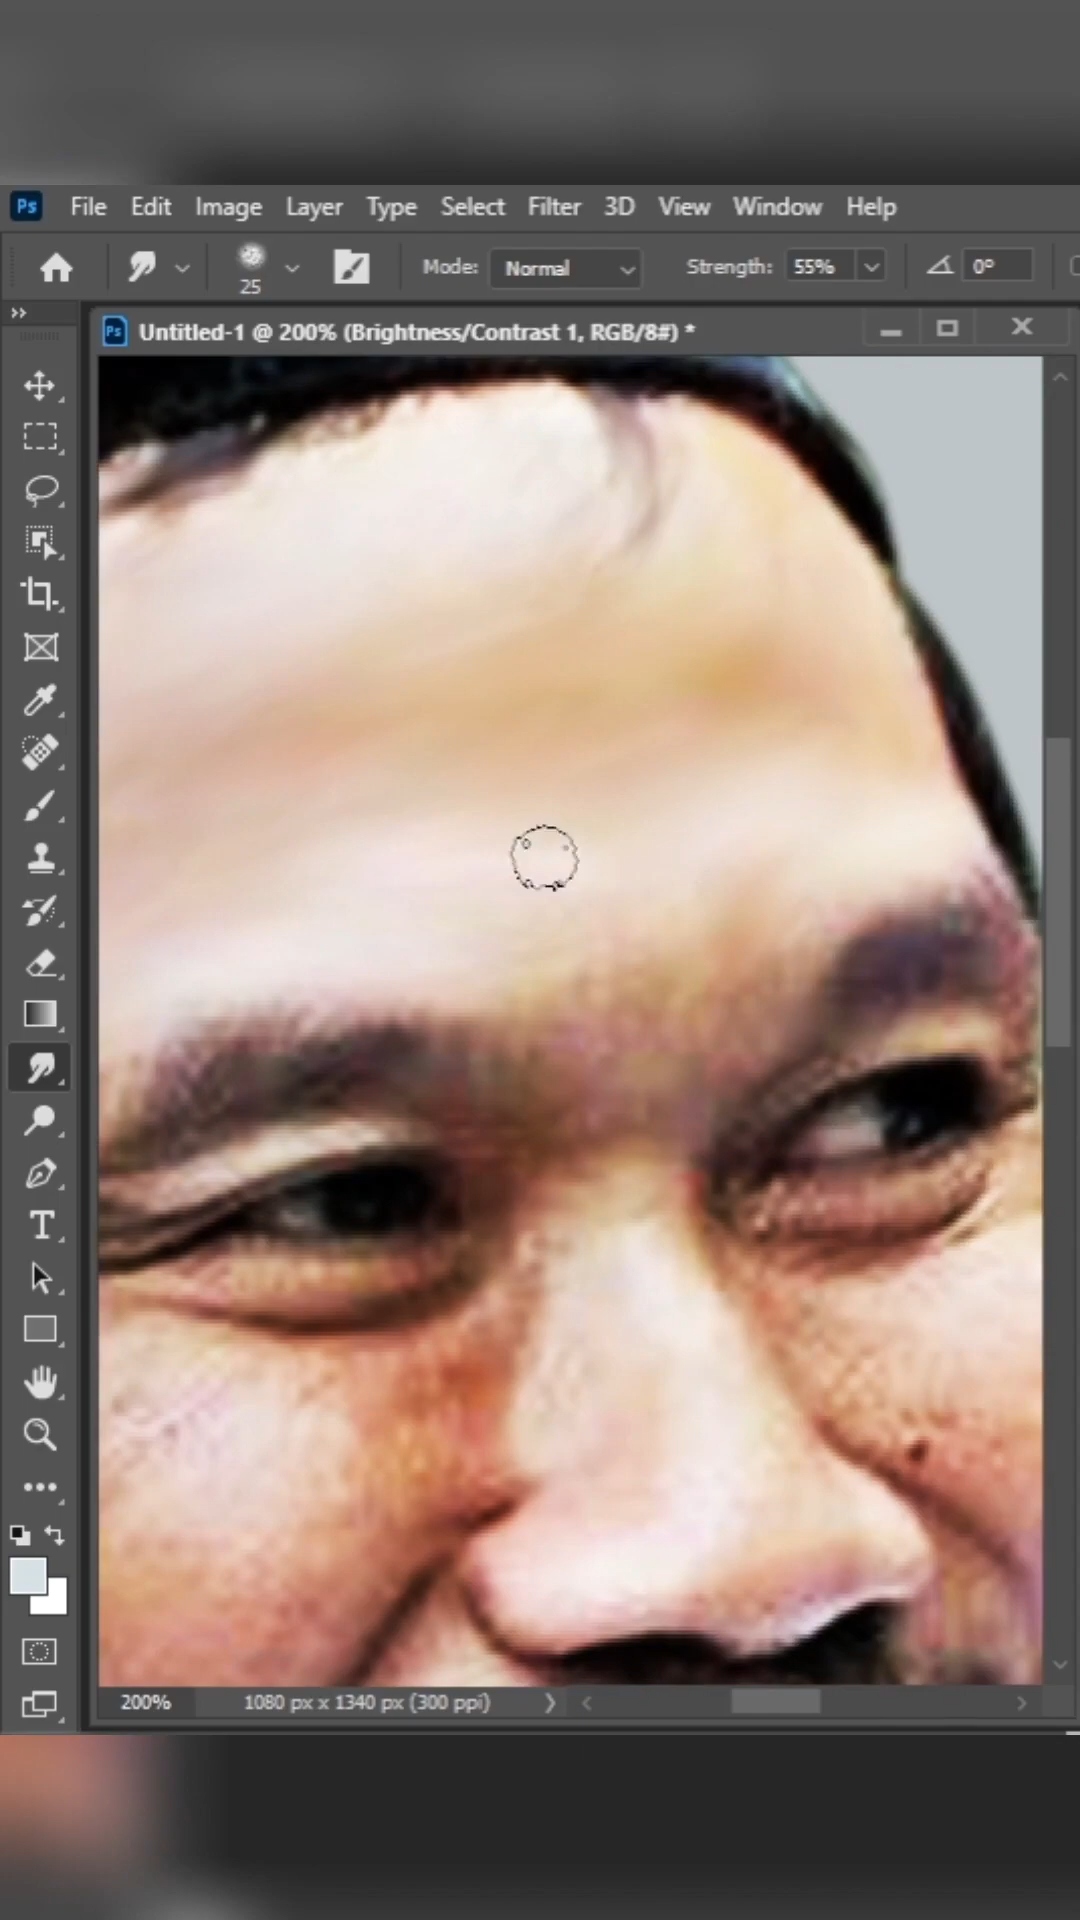 Ps File Edit Image Layer Type Select Filter 3D View Window Help
25 Mode: Normal Strength: 55% 0°
Ps Untitled-1 @ 200% (Brightness/Contrast 1, RGB/8#) *
200% 1080 px x 1340 px (300 ppi)